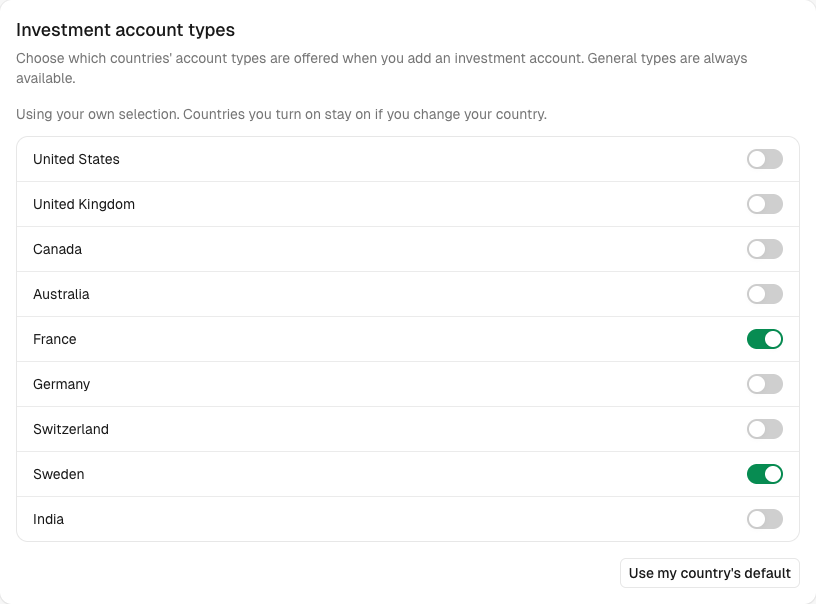 Investment account types
Choose which countries' account types are offered when you add an investment account. General types are always
available.
Using your own selection. Countries you turn on stay on if you change your country.
United States
United Kingdom
Canada
Australia
France
Germany
Switzerland
Sweden
India
Use my country's default